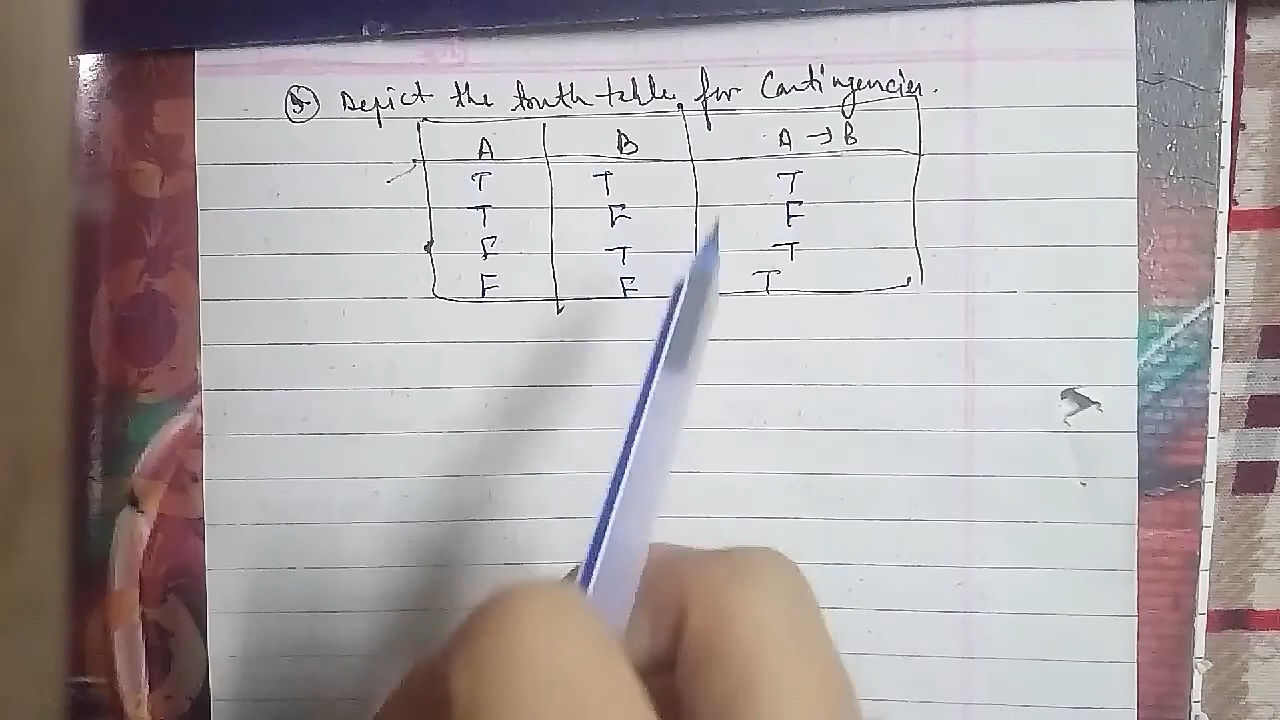 5. Depict the truth table for Contingencies.
A B A → B
T T T
T F F
F T T
F F T